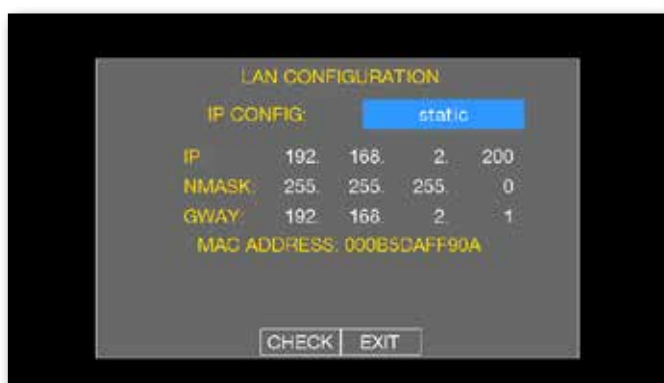 LAN CONFIGURATION
IP CONFIG: static
IP 192. 168. 2. 200
NMASK: 255. 255. 255. 0
GWAY: 192. 168. 2. 1
MAC ADDRESS: 000B5DAFF90A
CHECK EXIT